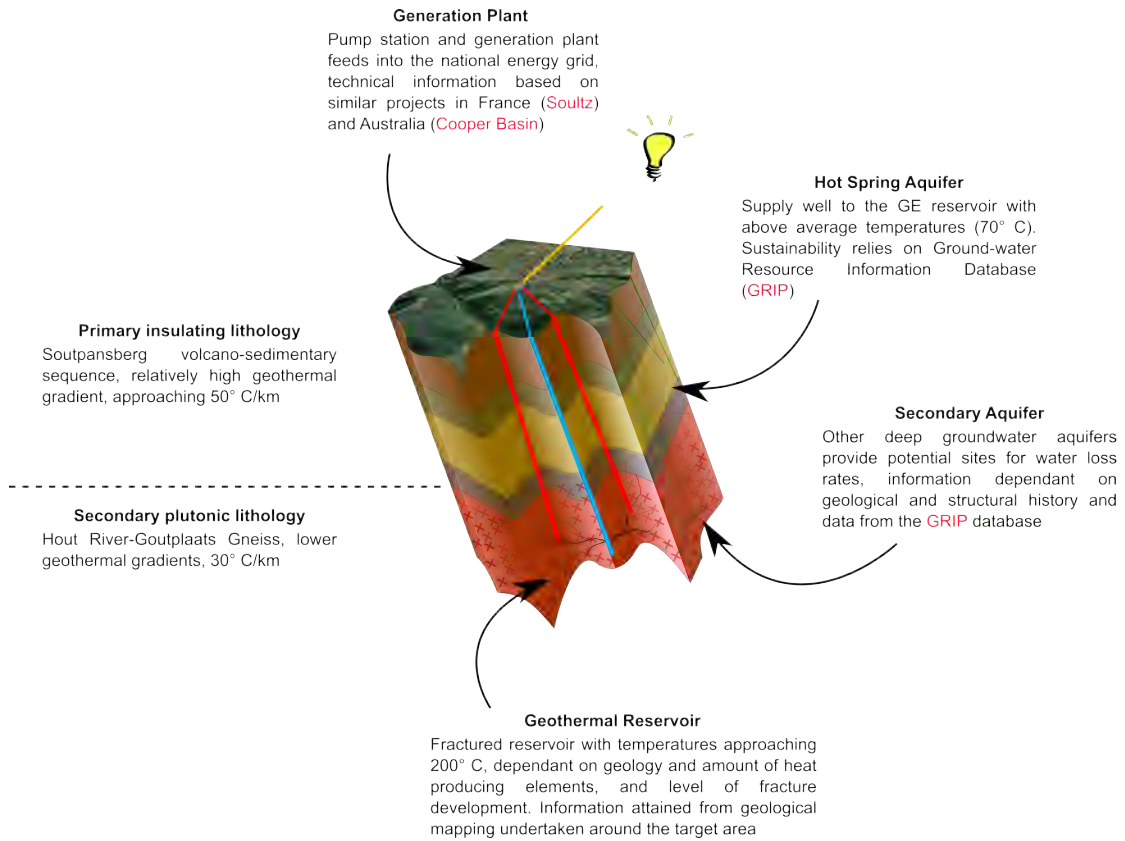 Generation Plant
Pump station and generation plant
feeds into the national energy grid,
technical information based on
similar projects in France (Soultz)
and Australia (Cooper Basin)
Hot Spring Aquifer
Supply well to the GE reservoir with
above average temperatures (70° C).
Sustainability relies on Ground-water
Resource Information Database
(GRIP)
Primary insulating lithology
Soutpansberg volcano-sedimentary
sequence, relatively high geothermal
gradient, approaching 50° C/km
Secondary Aquifer
Other deep groundwater aquifers
provide potential sites for water loss
rates, information dependant on
geological and structural history and
data from the GRIP database
Secondary plutonic lithology
Hout River-Goutplaats Gneiss, lower
geothermal gradients, 30° C/km
Geothermal Reservoir
Fractured reservoir with temperatures approaching
200° C, dependant on geology and amount of heat
producing elements, and level of fracture
development. Information attained from geological
mapping undertaken around the target area